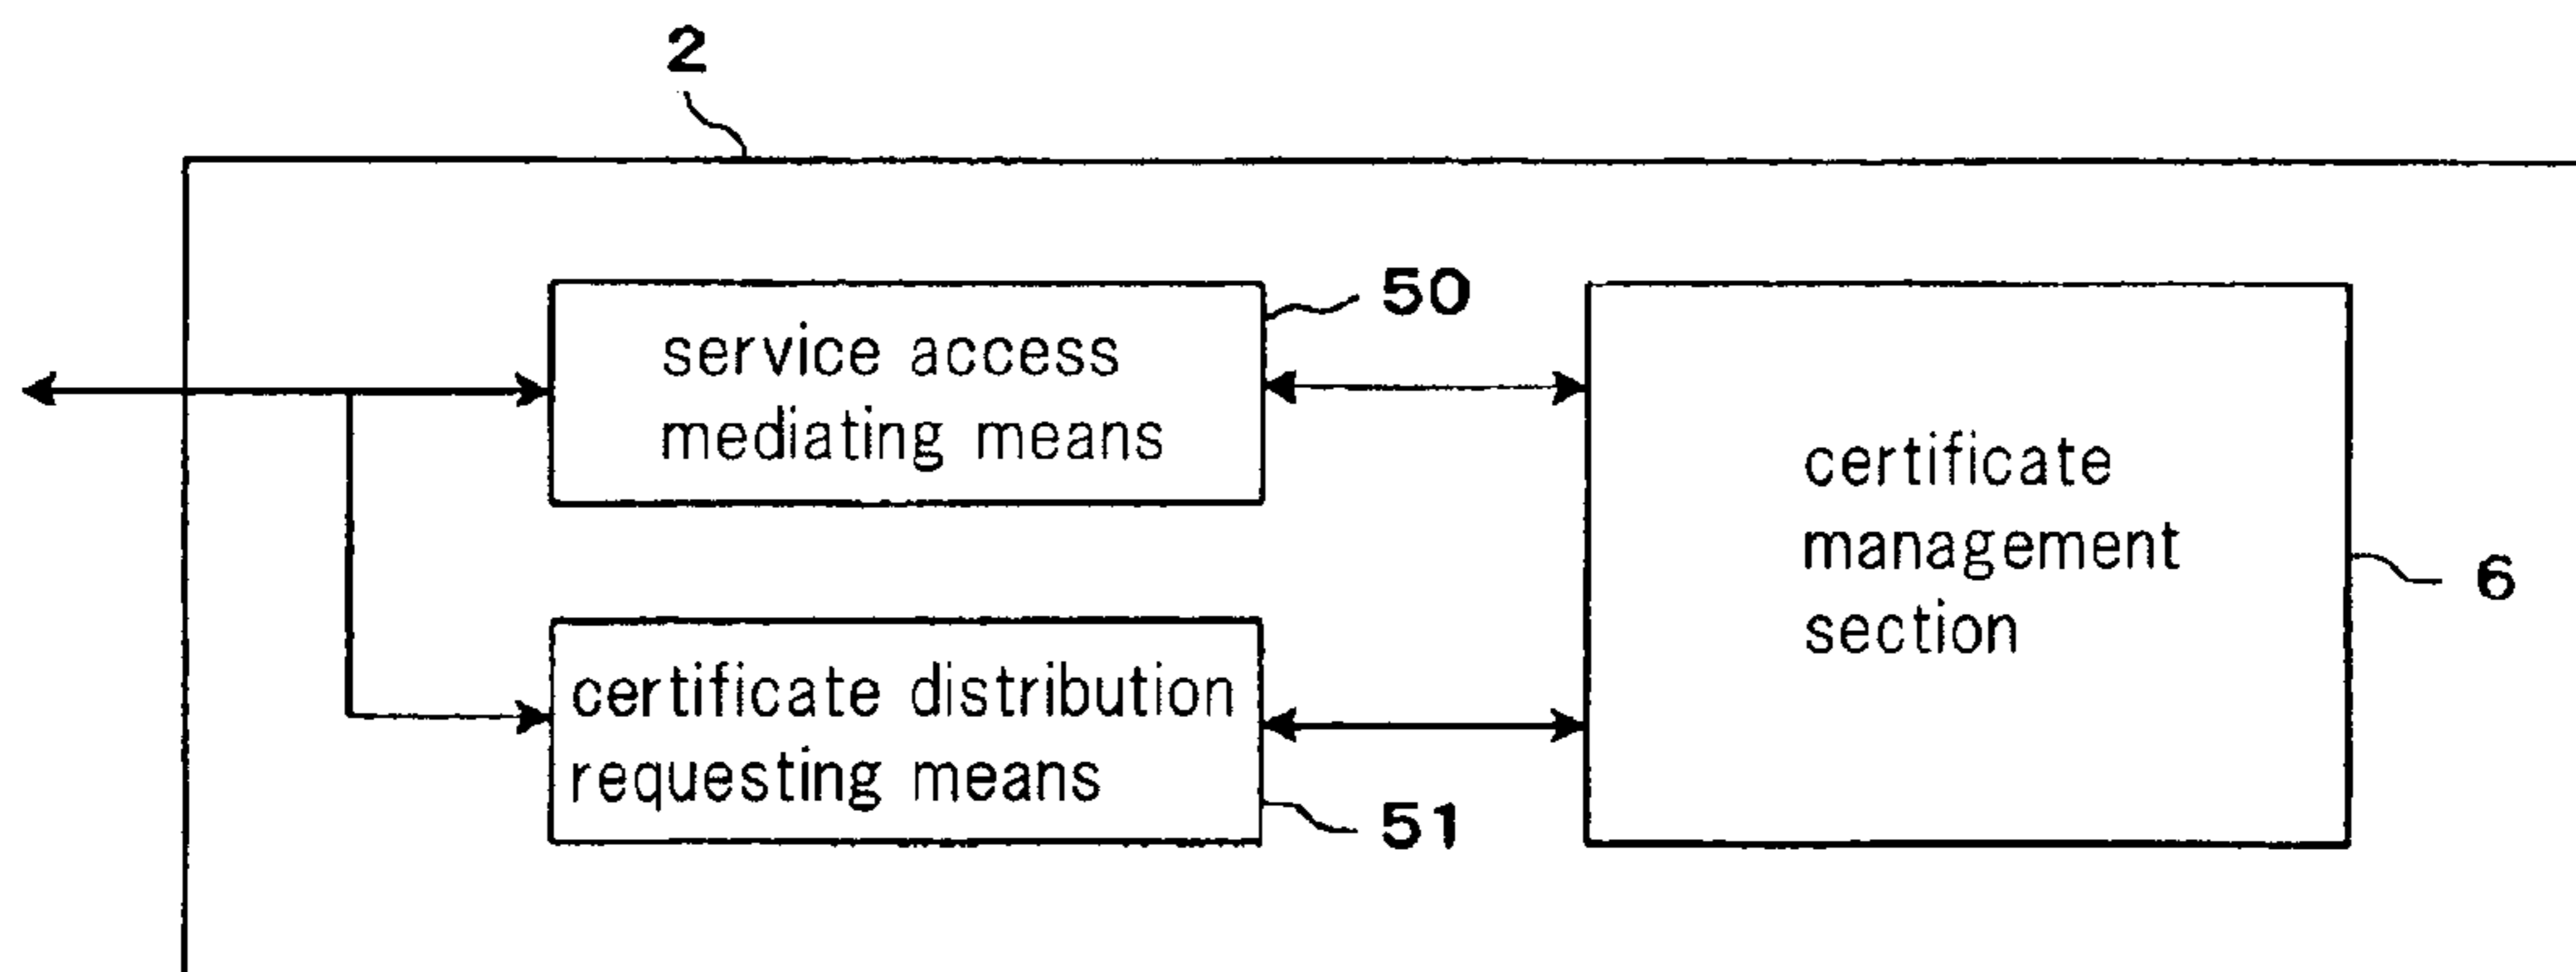 2
50
service access
mediating means
certificate
management
section
6
certificate distribution
requesting means
51